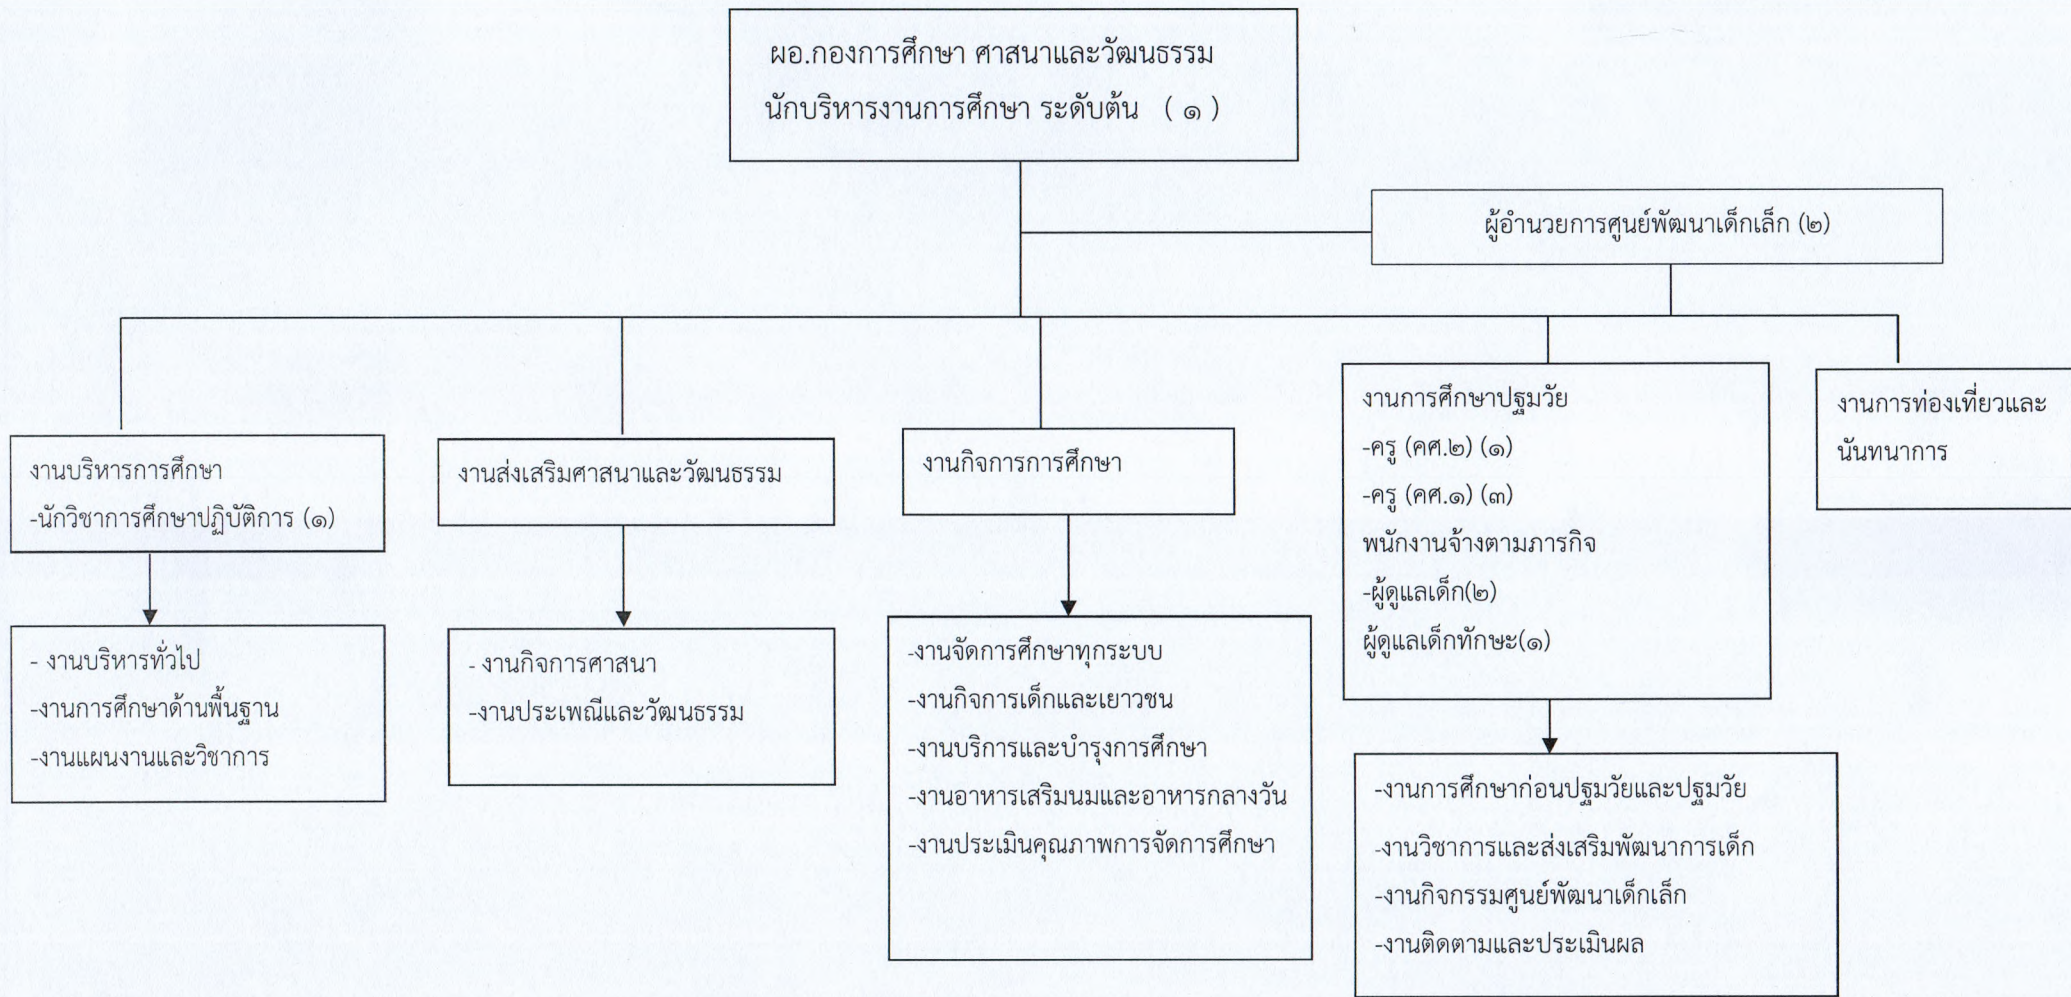 ผอ.กองการศึกษา ศาสนาและวัฒนธรรม
นักบริหารงานการศึกษา ระดับต้น ( ๑ )
ผู้อำนวยการศูนย์พัฒนาเด็กเล็ก (๒)
งานบริหารการศึกษา
-นักวิชาการศึกษาปฏิบัติการ (๑)
- งานบริหารทั่วไป
-งานการศึกษาด้านพื้นฐาน
-งานแผนงานและวิชาการ
งานส่งเสริมศาสนาและวัฒนธรรม
- งานกิจการศาสนา
-งานประเพณีและวัฒนธรรม
งานกิจการการศึกษา
-งานจัดการศึกษาทุกระบบ
-งานกิจการเด็กและเยาวชน
-งานบริการและบำรุงการศึกษา
-งานอาหารเสริมนมและอาหารกลางวัน
-งานประเมินคุณภาพการจัดการศึกษา
งานการศึกษาปฐมวัย
-ครู (คศ.๒) (๑)
-ครู (คศ.๑) (๓)
พนักงานจ้างตามภารกิจ
-ผู้ดูแลเด็ก(๒)
ผู้ดูแลเด็กทักษะ(๑)
-งานการศึกษาก่อนปฐมวัยและปฐมวัย
-งานวิชาการและส่งเสริมพัฒนาการเด็ก
-งานกิจกรรมศูนย์พัฒนาเด็กเล็ก
-งานติดตามและประเมินผล
งานการท่องเที่ยวและ
นันทนาการ